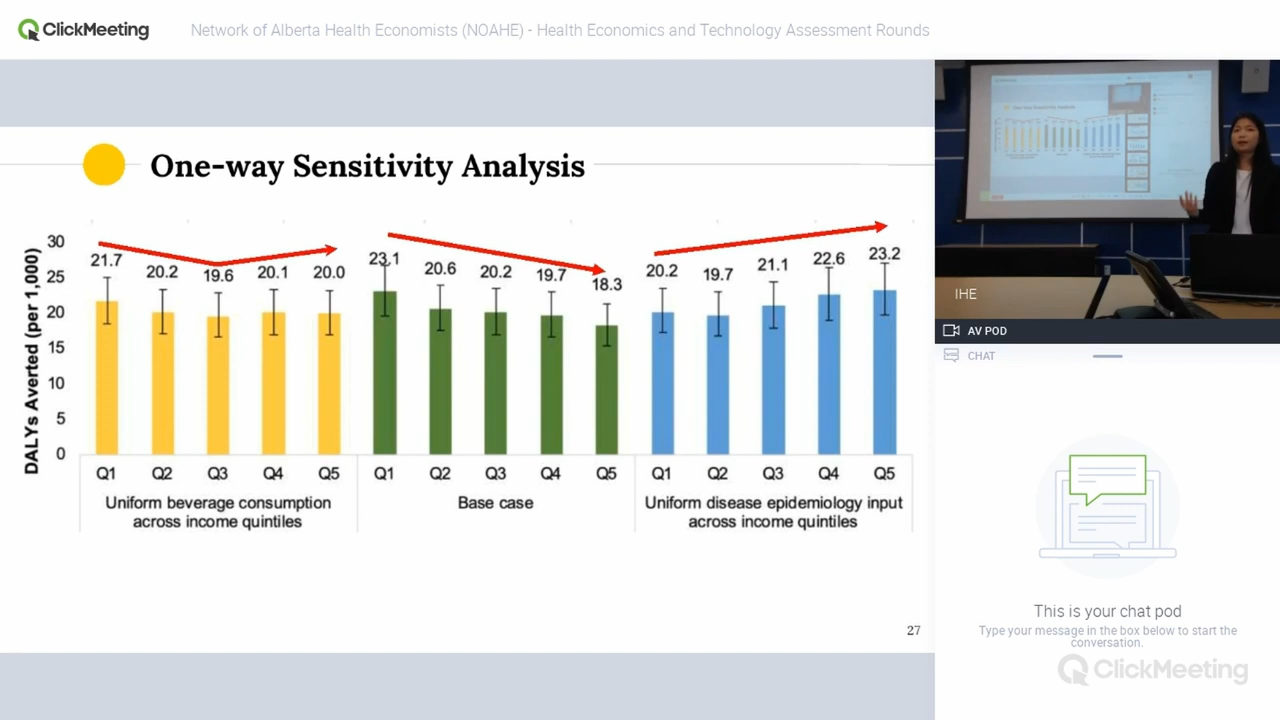 ClickMeeting
Network of Alberta Health Economists (NOAHE) - Health Economics and Technology Assessment Rounds
One-way Sensitivity Analysis
DALYs Averted (per 1,000)
30
25
20
15
10
5
0
21.7 20.2 19.6 20.1 20.0
23.1 20.6 20.2 19.7 18.3
20.2 19.7 21.1 22.6 23.2
Q1 Q2 Q3 Q4 Q5 Q1 Q2 Q3 Q4 Q5 Q1 Q2 Q3 Q4 Q5
Uniform beverage consumption
across income quintiles
Base case
Uniform disease epidemiology input
across income quintiles
27
One-way Sensitivity Analysis
IHE
AV POD
CHAT
This is your chat pod
Type your message in the box below to start the
conversation.
ClickMeeting